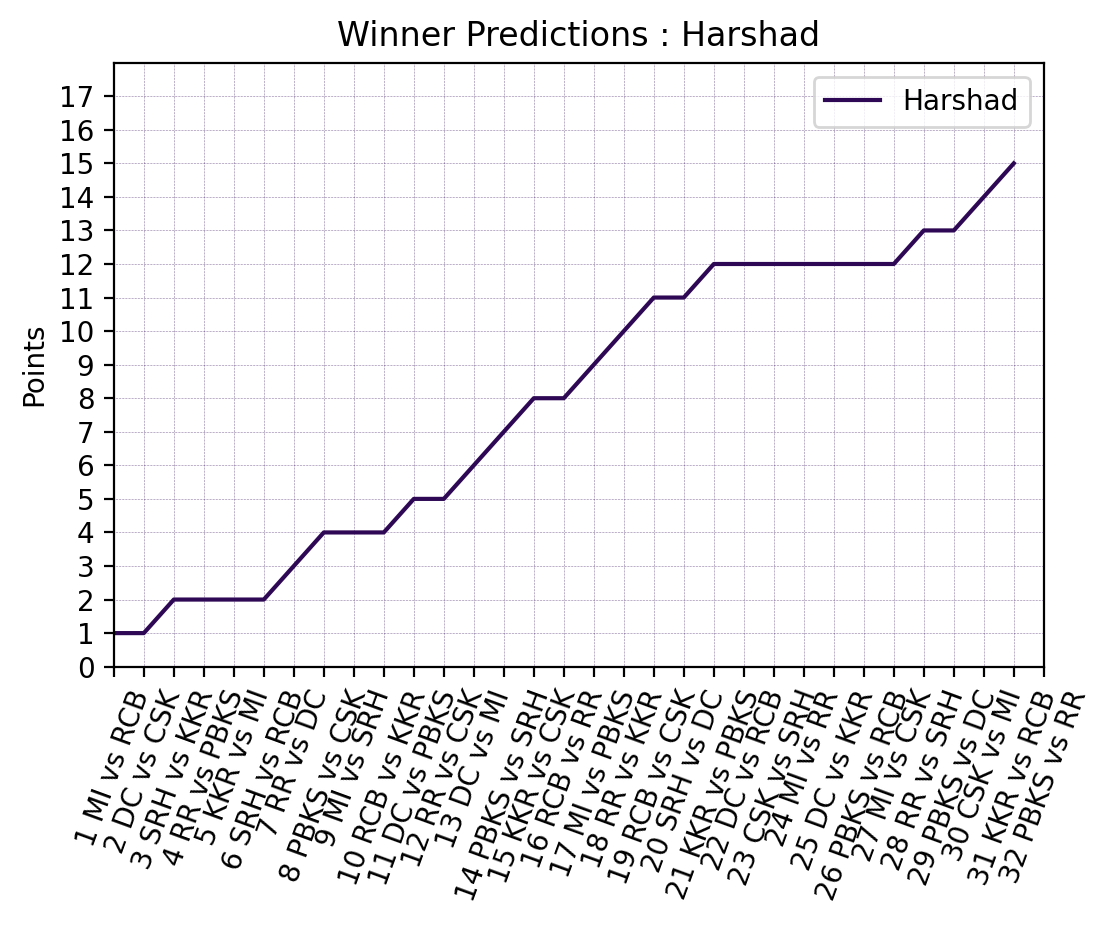 Winner Predictions : Harshad
Harshad
Points
17
16
15
14
13
12
11
10
9
8
7
6
5
4
3
2
1
0
1 MI vs RCB
2 DC vs CSK
3 SRH vs KKR
4 RR vs PBKS
5 KKR vs MI
6 SRH vs RCB
7 RR vs DC
8 PBKS vs CSK
9 MI vs SRH
10 RCB vs KKR
11 DC vs PBKS
12 RR vs CSK
13 DC vs MI
14 PBKS vs SRH
15 KKR vs CSK
16 RCB vs RR
17 MI vs PBKS
18 RR vs KKR
19 RCB vs CSK
20 SRH vs DC
21 KKR vs PBKS
22 DC vs RCB
23 CSK vs SRH
24 MI vs RR
25 DC vs KKR
26 PBKS vs RCB
27 MI vs CSK
28 RR vs SRH
29 PBKS vs DC
30 CSK vs MI
31 KKR vs RCB
32 PBKS vs RR